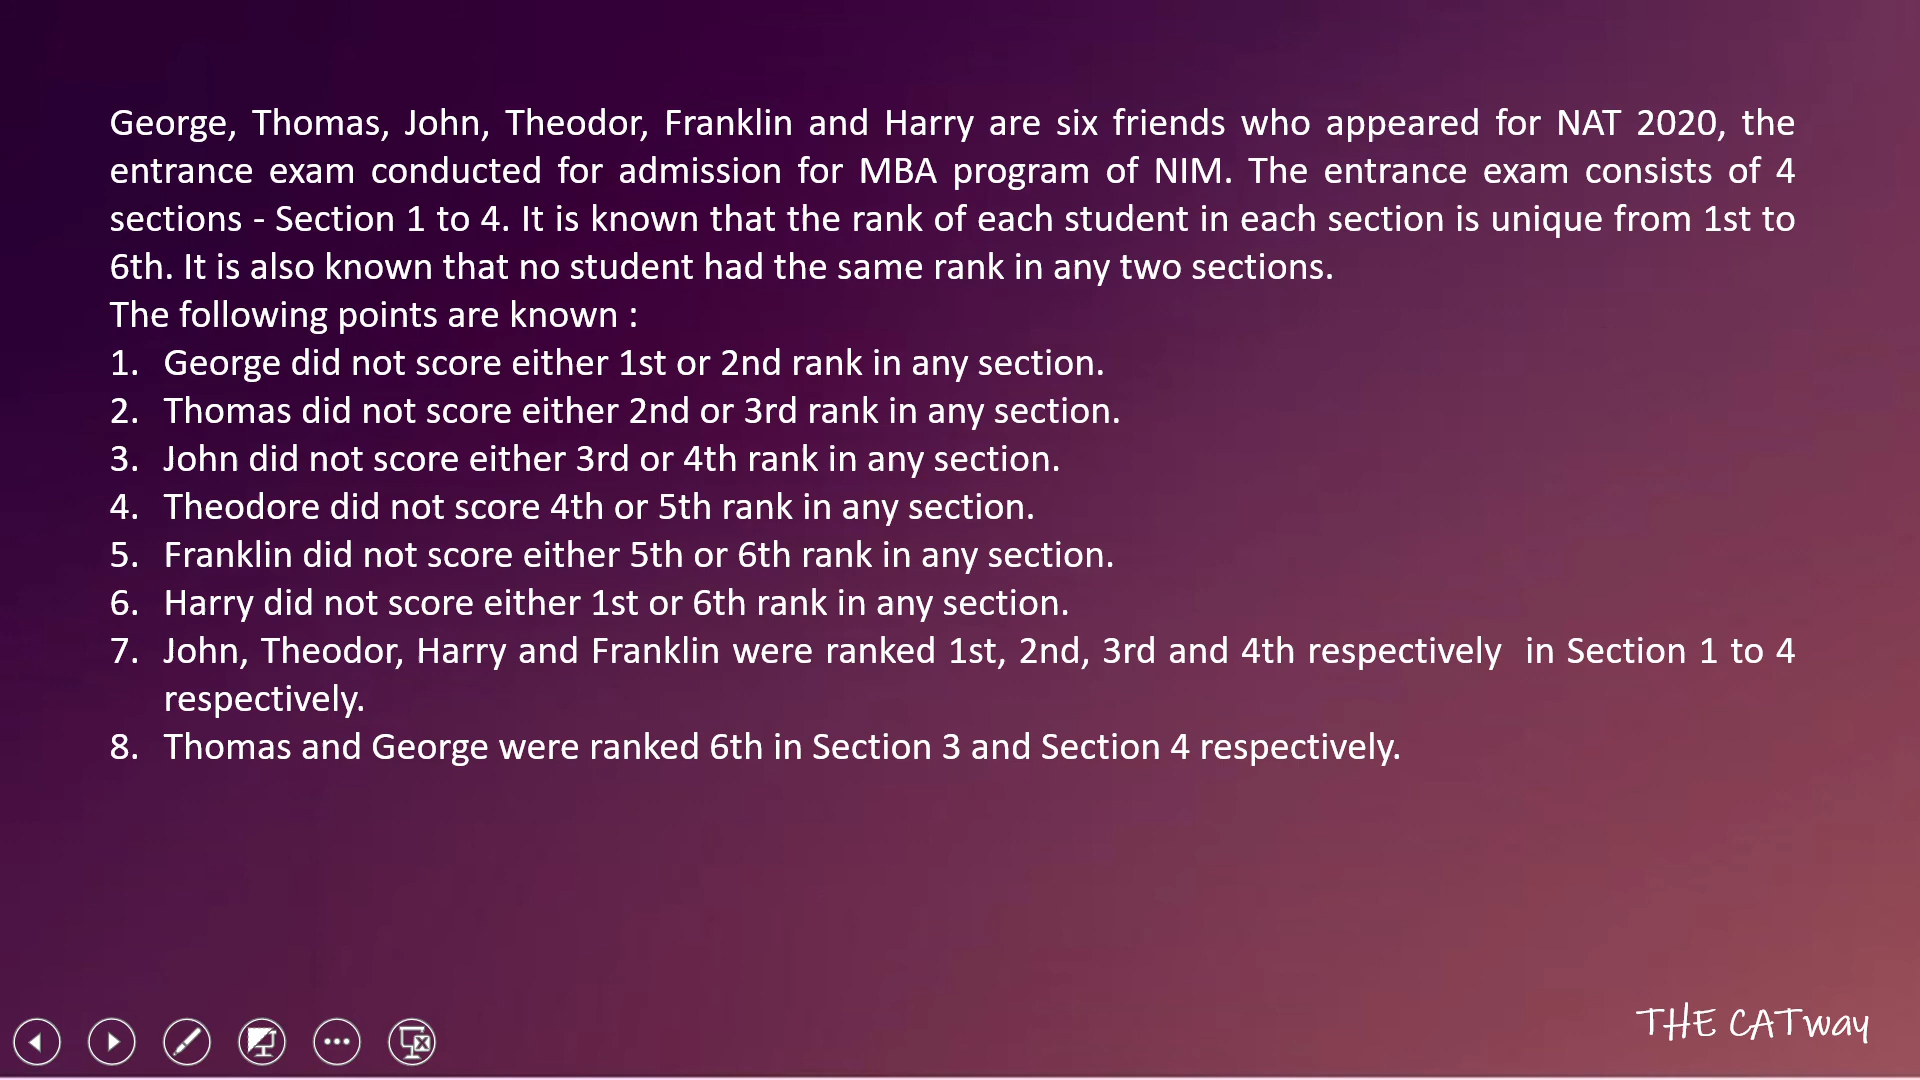 George, Thomas, John, Theodor, Franklin and Harry are six friends who appeared for NAT 2020, the
entrance exam conducted for admission for MBA program of NIM. The entrance exam consists of 4
sections - Section 1 to 4. It is known that the rank of each student in each section is unique from 1st to
6th. It is also known that no student had the same rank in any two sections.
The following points are known :
1. George did not score either 1st or 2nd rank in any section.
2. Thomas did not score either 2nd or 3rd rank in any section.
3. John did not score either 3rd or 4th rank in any section.
4. Theodore did not score 4th or 5th rank in any section.
5. Franklin did not score either 5th or 6th rank in any section.
6. Harry did not score either 1st or 6th rank in any section.
7. John, Theodor, Harry and Franklin were ranked 1st, 2nd, 3rd and 4th respectively in Section 1 to 4
respectively.
8. Thomas and George were ranked 6th in Section 3 and Section 4 respectively.
THE CATway